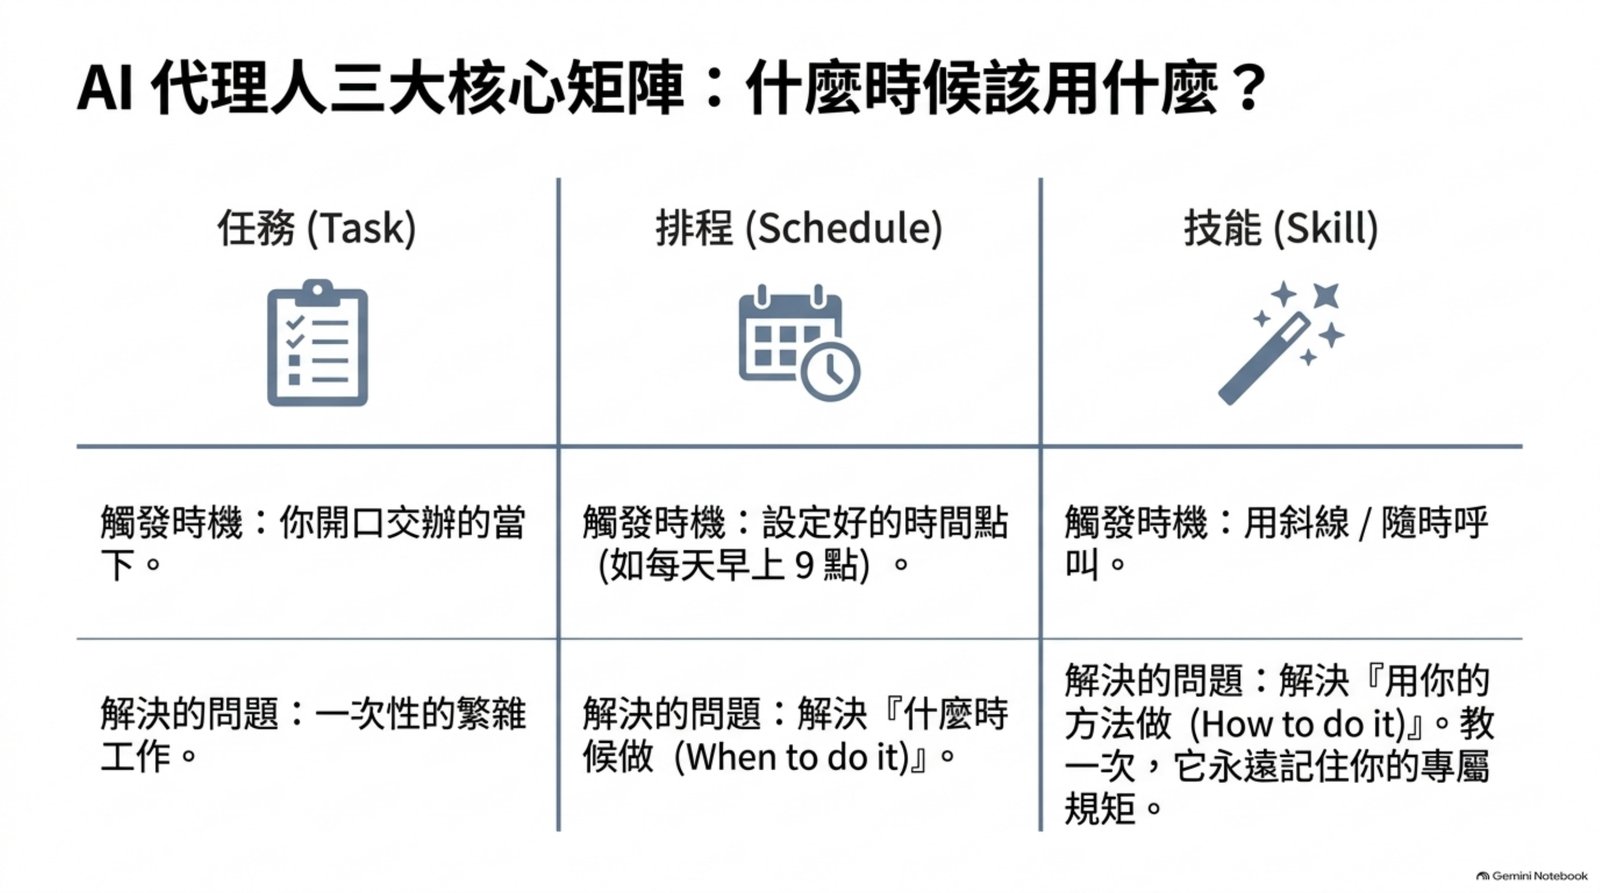 AI 代理人三大核心矩陣：什麼時候該用什麼？
任務 (Task)
排程 (Schedule)
技能 (Skill)
觸發時機：你開口交辦的當
下。
觸發時機：設定好的時間點
(如每天早上 9 點) 。
觸發時機：用斜線 / 隨時呼
叫。
解決的問題：一次性的繁雜
工作。
解決的問題：解決『什麼時
候做 (When to do it)』。
解決的問題：解決『用你的
方法做 (How to do it)』。教
一次，它永遠記住你的專屬
規矩。
Gemini Notebook